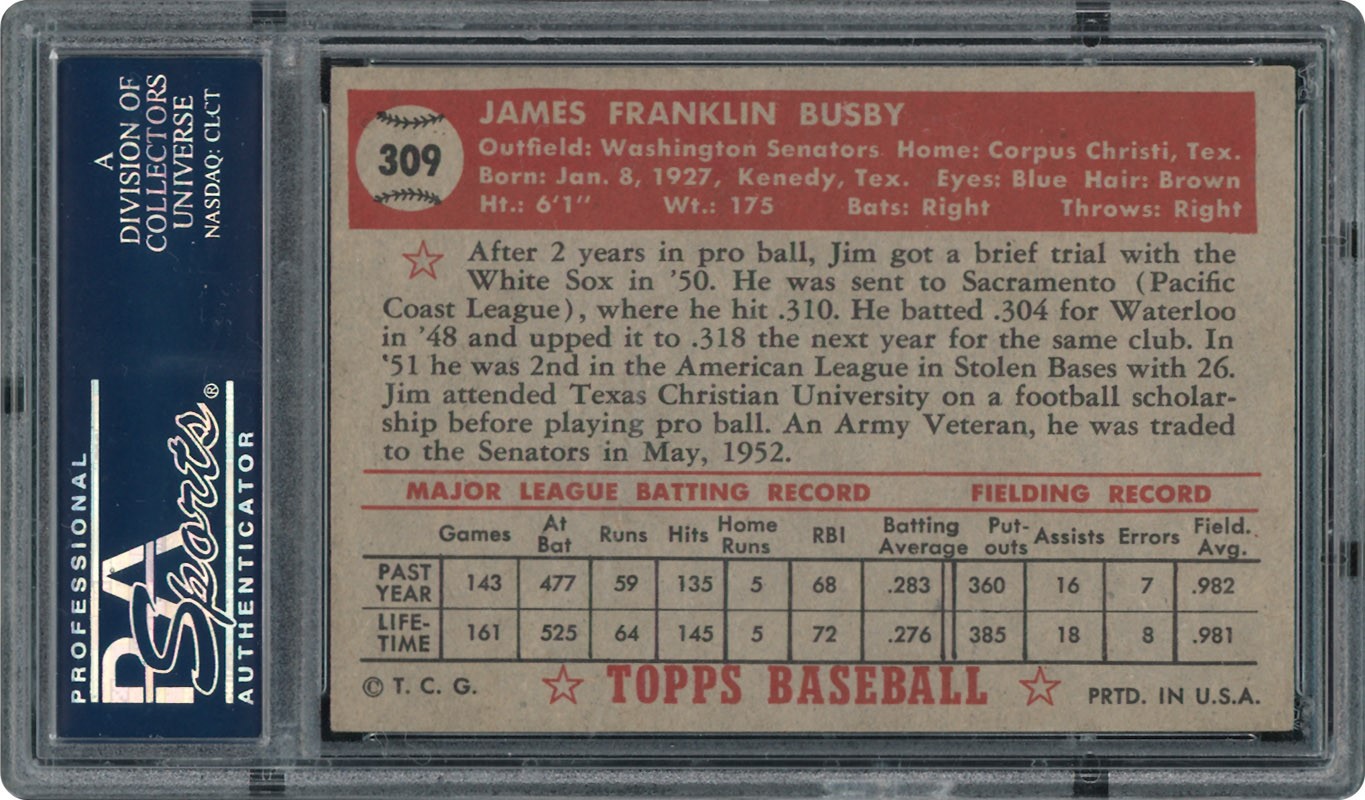 A
DIVISION OF
COLLECTORS
UNIVERSE
NASDAQ: CLCT
PROFESSIONAL
PSA
Sports®
AUTHENTICATOR
309
JAMES FRANKLIN BUSBY
Outfield: Washington Senators Home: Corpus Christi, Tex.
Born: Jan. 8, 1927, Kenedy, Tex. Eyes: Blue Hair: Brown
Ht.: 6'1" Wt.: 175 Bats: Right Throws: Right
After 2 years in pro ball, Jim got a brief trial with the
White Sox in '50. He was sent to Sacramento (Pacific
Coast League), where he hit .310. He batted .304 for Waterloo
in '48 and upped it to .318 the next year for the same club. In
'51 he was 2nd in the American League in Stolen Bases with 26.
Jim attended Texas Christian University on a football scholar-
ship before playing pro ball. An Army Veteran, he was traded
to the Senators in May, 1952.
MAJOR LEAGUE BATTING RECORD FIELDING RECORD
Games At Bat Runs Hits Home Runs RBI Batting Average Put-outs Assists Errors Field. Avg.
PAST YEAR 143 477 59 135 5 68 .283 360 16 7 .982
LIFE-TIME 161 525 64 145 5 72 .276 385 18 8 .981
© T. C. G. TOPPS BASEBALL PRTD. IN U.S.A.